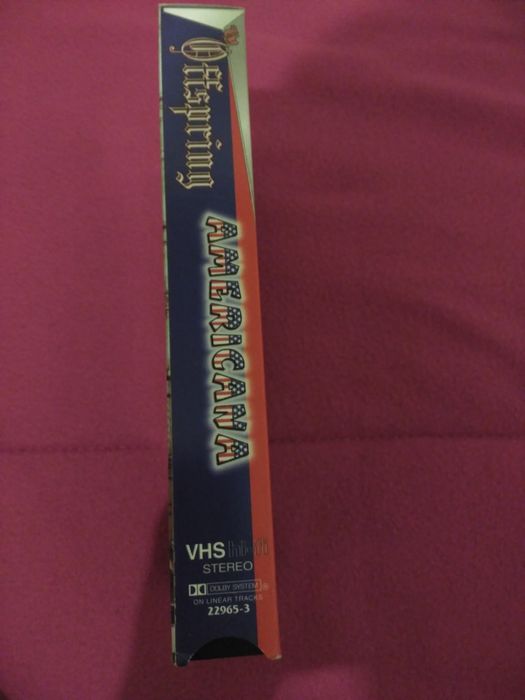 Offspring
AMERICANA
VHS hi-fi
STEREO
DOLBY SYSTEM ®
ON LINEAR TRACKS
22965-3